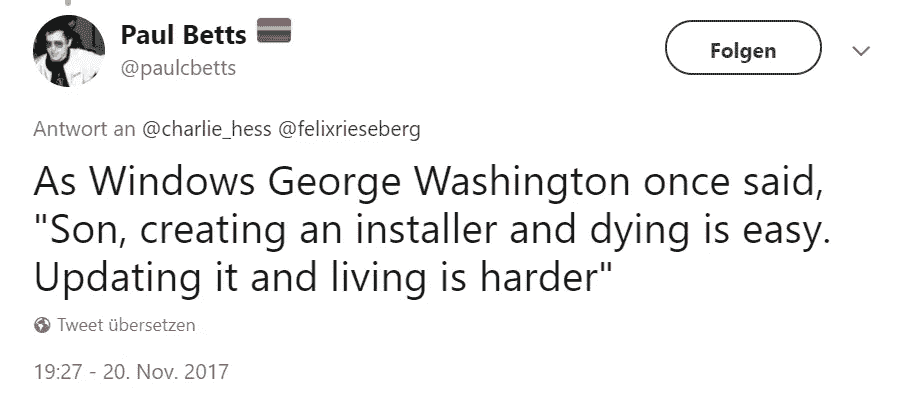 Paul Betts
@paulcbetts
Folgen
Antwort an @charlie_hess @felixrieseberg
As Windows George Washington once said,
"Son, creating an installer and dying is easy.
Updating it and living is harder"
Tweet übersetzen
19:27 - 20. Nov. 2017